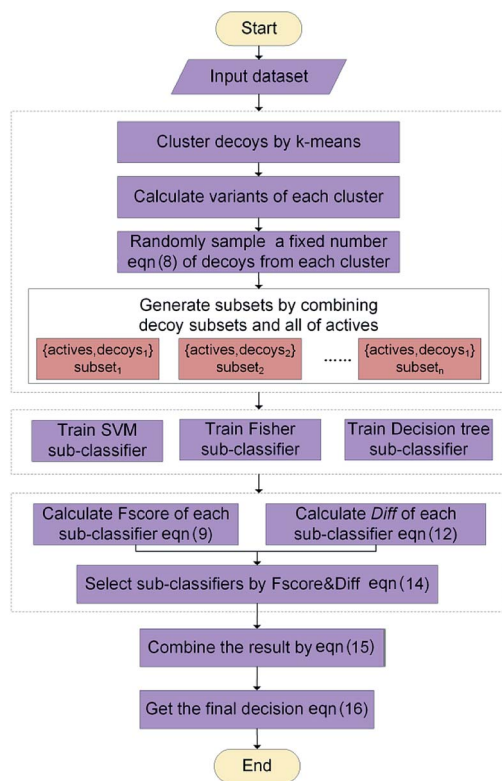 Start
Input dataset
Cluster decoys by k-means
Calculate variants of each cluster
Randomly sample a fixed number
eqn (8) of decoys from each cluster
Generate subsets by combining
decoy subsets and all of actives
{actives,decoys1}
subset1
{actives,decoys2}
subset2
......
{actives,decoys1}
subsetn
Train SVM
sub-classifier
Train Fisher
sub-classifier
Train Decision tree
sub-classifier
Calculate Fscore of each
sub-classifier eqn (9)
Calculate Diff of each
sub-classifier eqn (12)
Select sub-classifiers by Fscore&Diff eqn (14)
Combine the result by eqn (15)
Get the final decision eqn (16)
End